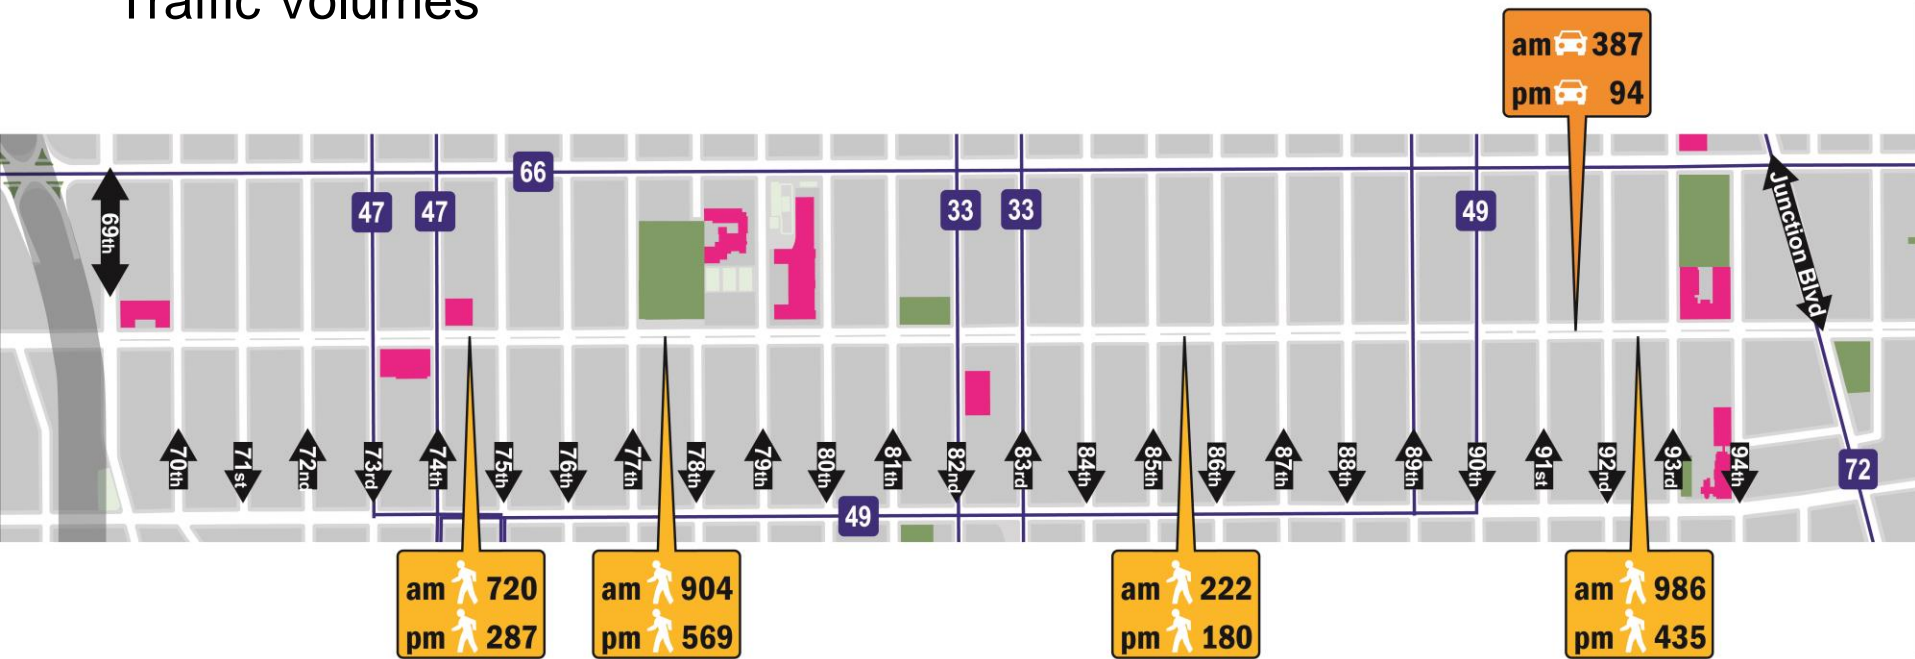 Traffic Volumes
am 387
pm 94
66
69th
47
47
33
33
49
Junction Blvd
70th
71st
72nd
73rd
74th
75th
76th
77th
78th
79th
80th
81th
82nd
83rd
84th
85th
86th
87th
88th
89th
90th
91st
92nd
93rd
94th
72
49
am 720
pm 287
am 904
pm 569
am 222
pm 180
am 986
pm 435